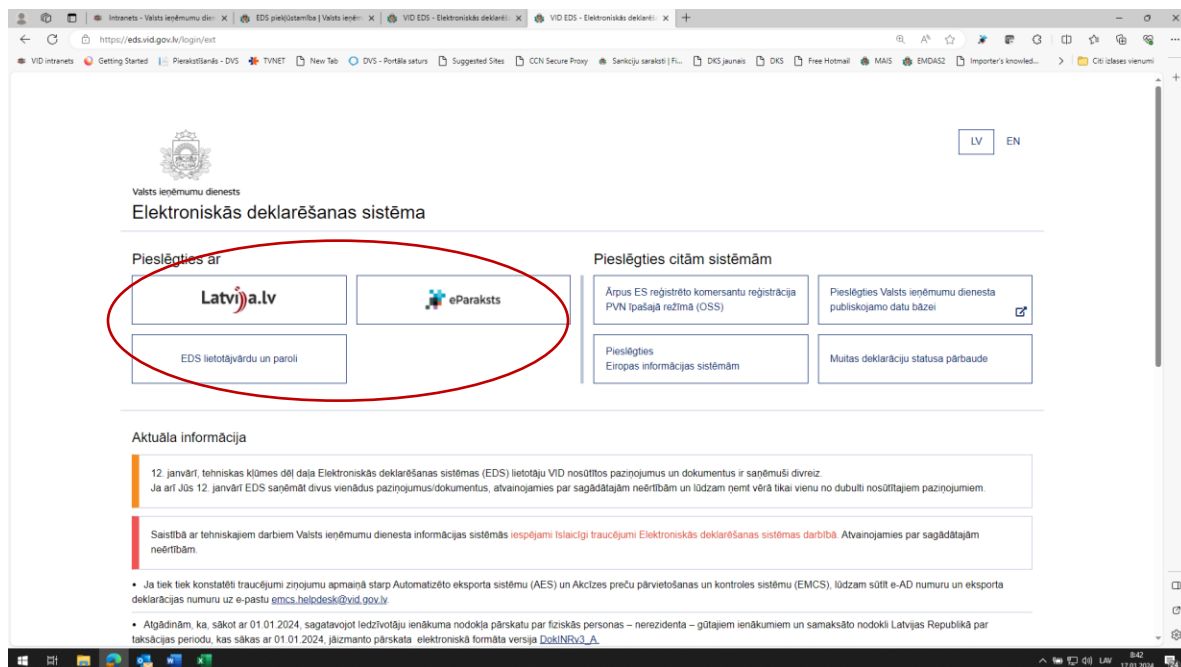 Intranets - Valsts ieņēmumu dien
EDS piekļūstamība | Valsts ieņēm
VID EDS - Elektroniskās deklarēš
VID EDS - Elektroniskās deklarēš
https://eds.vid.gov.lv/login/ext
VID intranets
Getting Started
Pierakstīšanās - DVS
TVNET
New Tab
DVS - Portāla saturs
Suggested Sites
CCN Secure Proxy
Sankciju saraksti | Fi...
DKS jaunais
DKS
Free Hotmail
MAIS
EMDAS2
Importer's knowled...
Citi izlases vienumi
LV EN
Valsts ieņēmumu dienests
Elektroniskās deklarēšanas sistēma
Pieslēgties ar
Latvija.lv
eParaksts
EDS lietotājvārdu un paroli
Pieslēgties citām sistēmām
Ārpus ES reģistrēto komersantu reģistrācija
PVN īpašajā režīmā (OSS)
Pieslēgties Valsts ieņēmumu dienesta
publiskojamo datu bāzei
Pieslēgties
Eiropas informācijas sistēmām
Muitas deklarāciju statusa pārbaude
Aktuāla informācija
12. janvārī, tehniskas kļūmes dēļ daļa Elektroniskās deklarēšanas sistēmas (EDS) lietotāju VID nosūtītos paziņojumus un dokumentus ir saņēmuši divreiz.
Ja arī Jūs 12. janvārī EDS saņēmāt divus vienādus paziņojumus/dokumentus, atvainojamies par sagādātajām neērtībām un lūdzam ņemt vērā tikai vienu no dubulti nosūtītajiem paziņojumiem.
Saistībā ar tehniskajiem darbiem Valsts ieņēmumu dienesta informācijas sistēmās iespējami īslaicīgi traucējumi Elektroniskās deklarēšanas sistēmas darbībā. Atvainojamies par sagādātajām
neērtībām.
• Ja tiek tiek konstatēti traucējumi ziņojumu apmaiņā starp Automatizēto eksporta sistēmu (AES) un Akcīzes preču pārvietošanas un kontroles sistēmu (EMCS), lūdzam sūtīt e-AD numuru un eksporta
deklarācijas numuru uz e-pastu emcs.helpdesk@vid.gov.lv.
• Atgādinām, ka, sākot ar 01.01.2024, sagatavojot Iedzīvotāju ienākuma nodokļa pārskatu par fiziskās personas – nerezidenta – gūtajiem ienākumiem un samaksāto nodokli Latvijas Republikā par
taksācijas periodu, kas sākas ar 01.01.2024, jāizmanto pārskata elektroniskā formāta versija DokINRv3_A.
LAV
8:42
17.01.2024